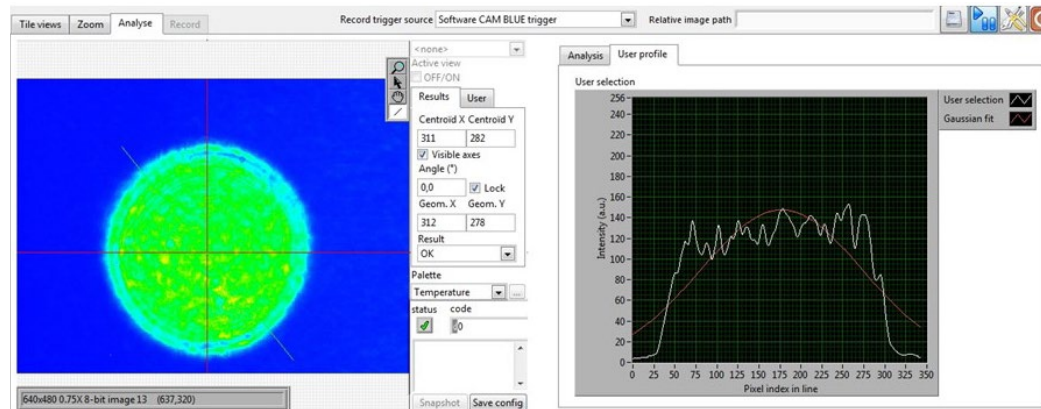 Tile views Zoom Analyse Record
Record trigger source Software CAM BLUE trigger
Relative image path
<none>
Active view
OFF/ON
Results User
Centroïd X Centroïd Y
311 282
Visible axes
Angle (°)
0,0 Lock
Geom. X Geom. Y
312 278
Result
OK
Palette
Temperature ...
status code
0
Snapshot Save config
640x480 0.75X 8-bit image 13 (637,320)
Analysis User profile
User selection
User selection
Gaussian fit
Intensity (a.u.)
256
240
220
200
180
160
140
120
100
80
60
40
20
0
0 25 50 75 100 125 150 175 200 225 250 275 300 325 350
Pixel index in line